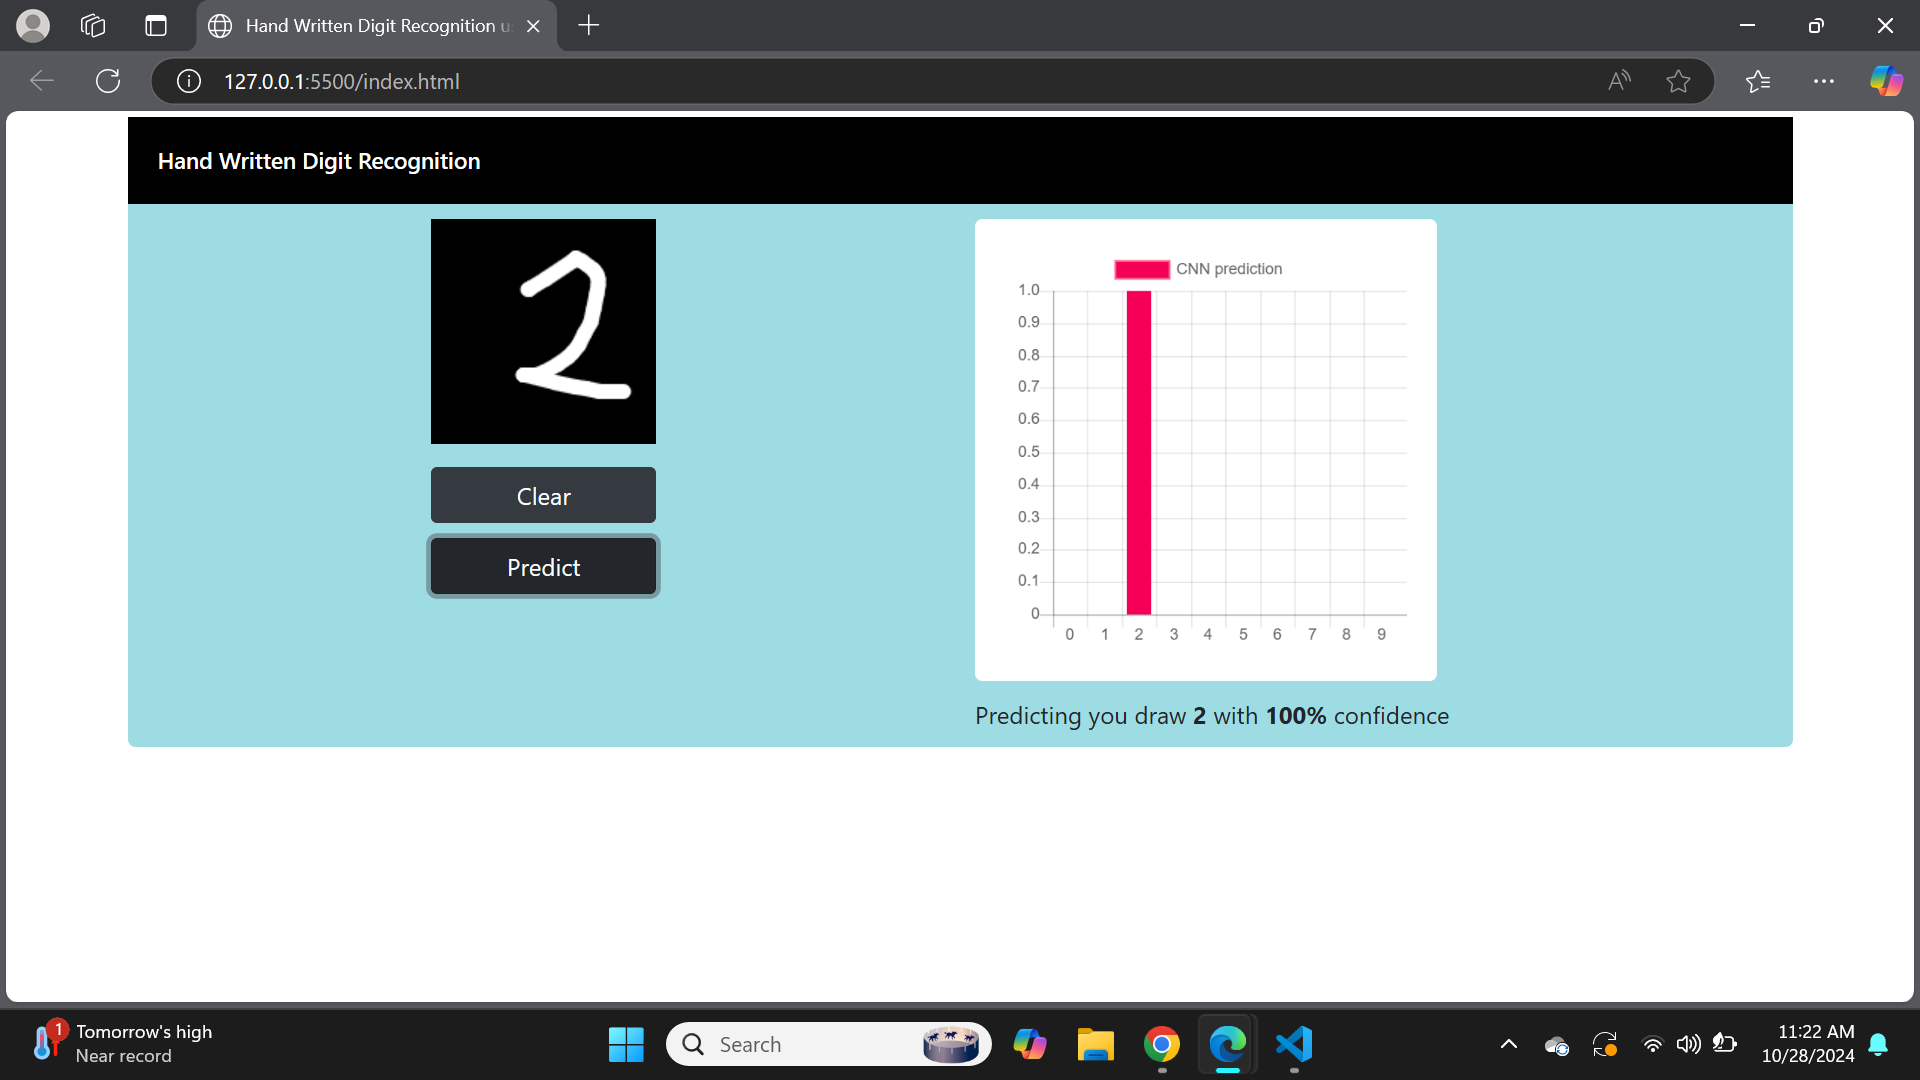 Hand Written Digit Recognition u
127.0.0.1:5500/index.html
Hand Written Digit Recognition
2
Clear
Predict
CNN prediction
1.0
0.9
0.8
0.7
0.6
0.5
0.4
0.3
0.2
0.1
0
0 1 2 3 4 5 6 7 8 9
Predicting you draw 2 with 100% confidence
1
Tomorrow's high
Near record
Search
11:22 AM
10/28/2024